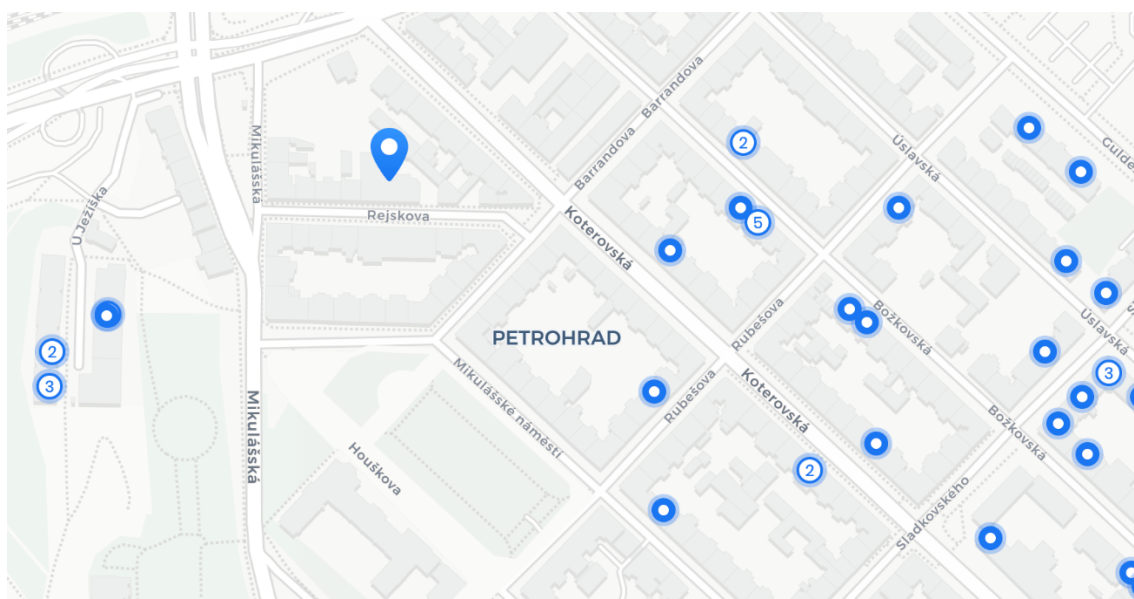 Barrandova
Barrandova
Mikulášská
2
Úslavská
U Ježíška
Rejskova
Koterovská
5
PETROHRAD
Rubešova
Božkovská
Úslavská
2
3
Mikulášské náměstí
Rubešova
Koterovská
3
Mikulášská
Houškova
2
Božkovská
Sladkovského